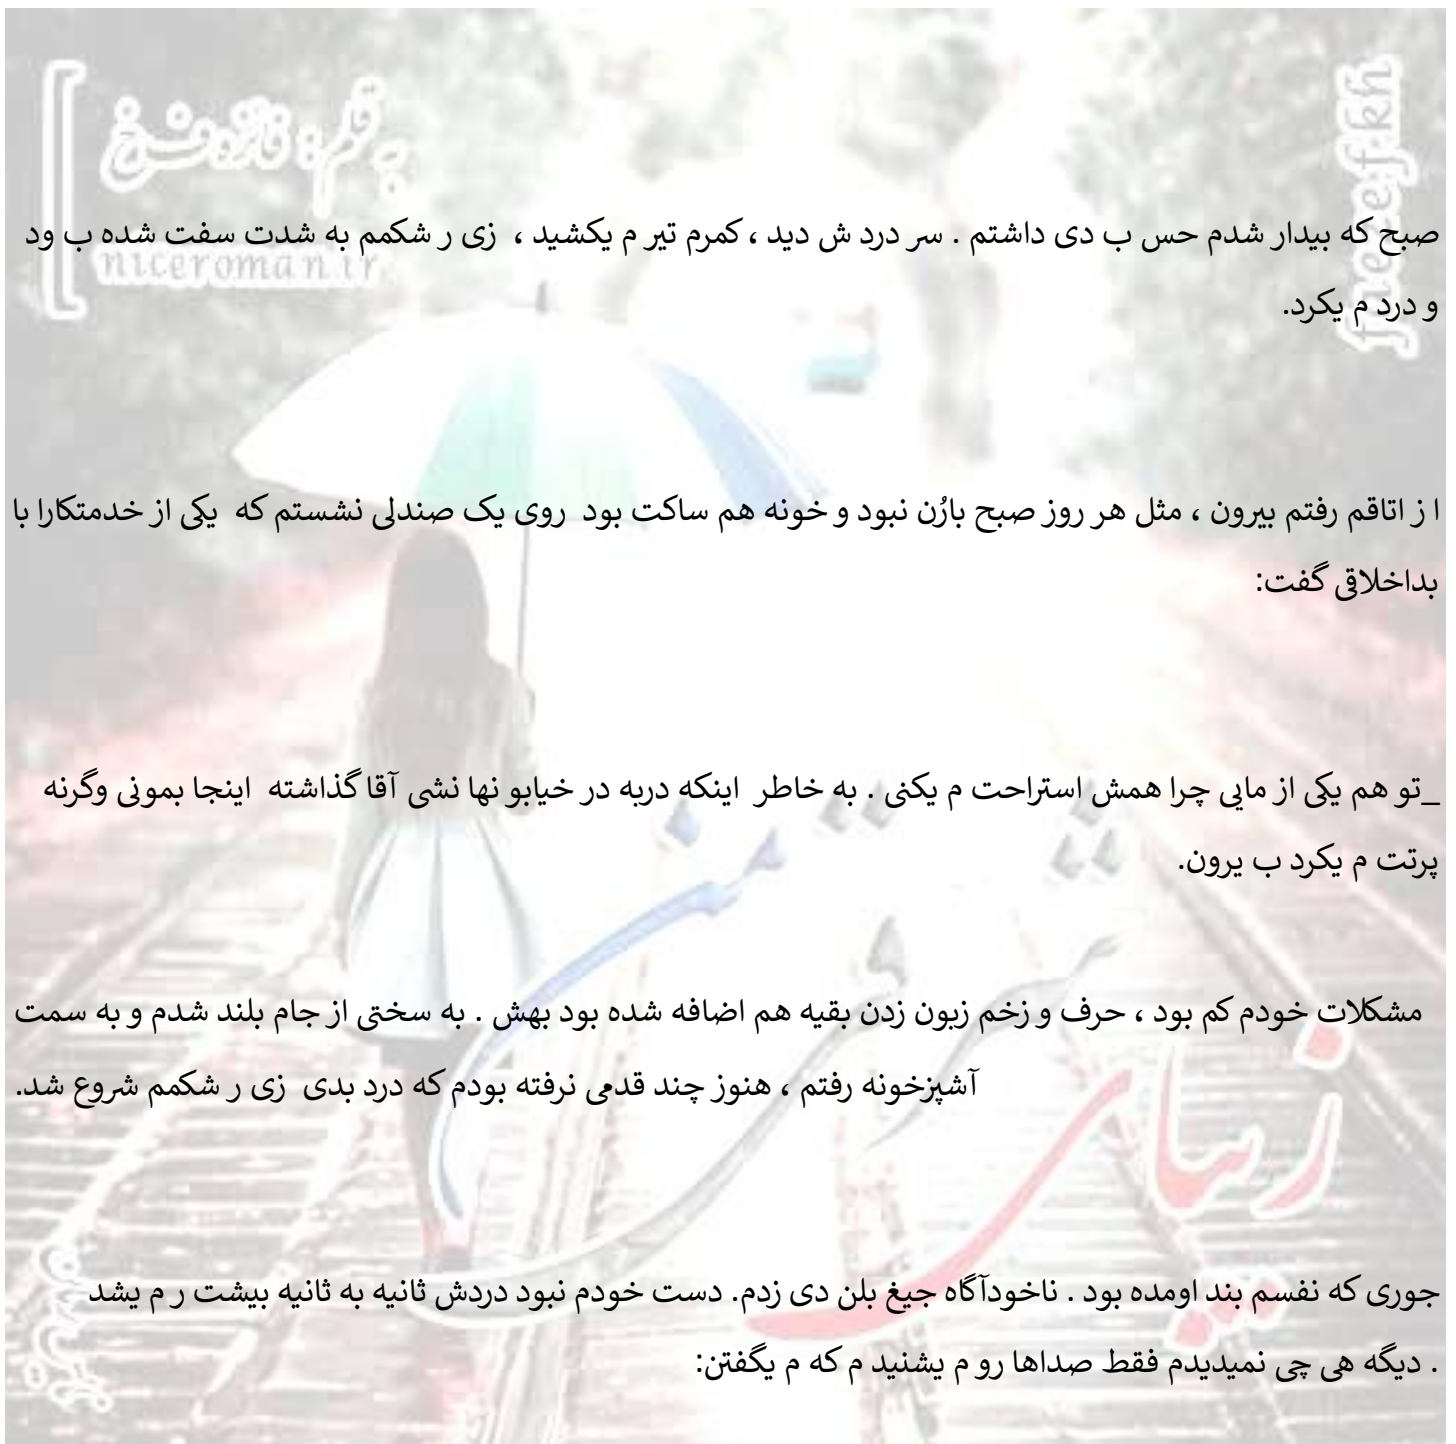 به قلم: فائزه فرخ
niceroman.ir
صبح که بیدار شدم حس ب دی داشتم . سر درد ش دید ، کمرم تیر م یکشید ، زی ر شکمم به شدت سفت شده ب ود
و درد م یکرد.
ا ز اتاقم رفتم بیرون ، مثل هر روز صبح بارُن نبود و خونه هم ساکت بود روی یک صندلی نشستم که یکی از خدمتکارا با
بداخلاقی گفت:
_تو هم یکی از مایی چرا همش استراحت م یکنی . به خاطر اینکه دربه در خیابو نها نشی آقا گذاشته اینجا بمونی وگرنه
پرتت م یکرد ب یرون.
مشکلات خودم کم بود ، حرف و زخم زبون زدن بقیه هم اضافه شده بود بهش . به سختی از جام بلند شدم و به سمت
آشپزخونه رفتم ، هنوز چند قدمی نرفته بودم که درد بدی زی ر شکمم شروع شد.
زیبای
شرقی
من
جوری که نفسم بند اومده بود . ناخودآگاه جیغ بلن دی زدم. دست خودم نبود دردش ثانیه به ثانیه بیشت ر م یشد
. دیگه هی چی نمیدیدم فقط صداها رو م یشنید م که م یگفتن: